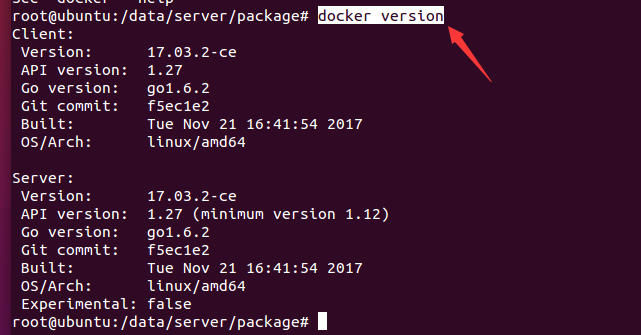 See 'docker --help'
root@ubuntu:/data/server/package# docker version
Client:
 Version:      17.03.2-ce
 API version:  1.27
 Go version:   go1.6.2
 Git commit:   f5ec1e2
 Built:        Tue Nov 21 16:41:54 2017
 OS/Arch:      linux/amd64

Server:
 Version:      17.03.2-ce
 API version:  1.27 (minimum version 1.12)
 Go version:   go1.6.2
 Git commit:   f5ec1e2
 Built:        Tue Nov 21 16:41:54 2017
 OS/Arch:      linux/amd64
 Experimental: false
root@ubuntu:/data/server/package#